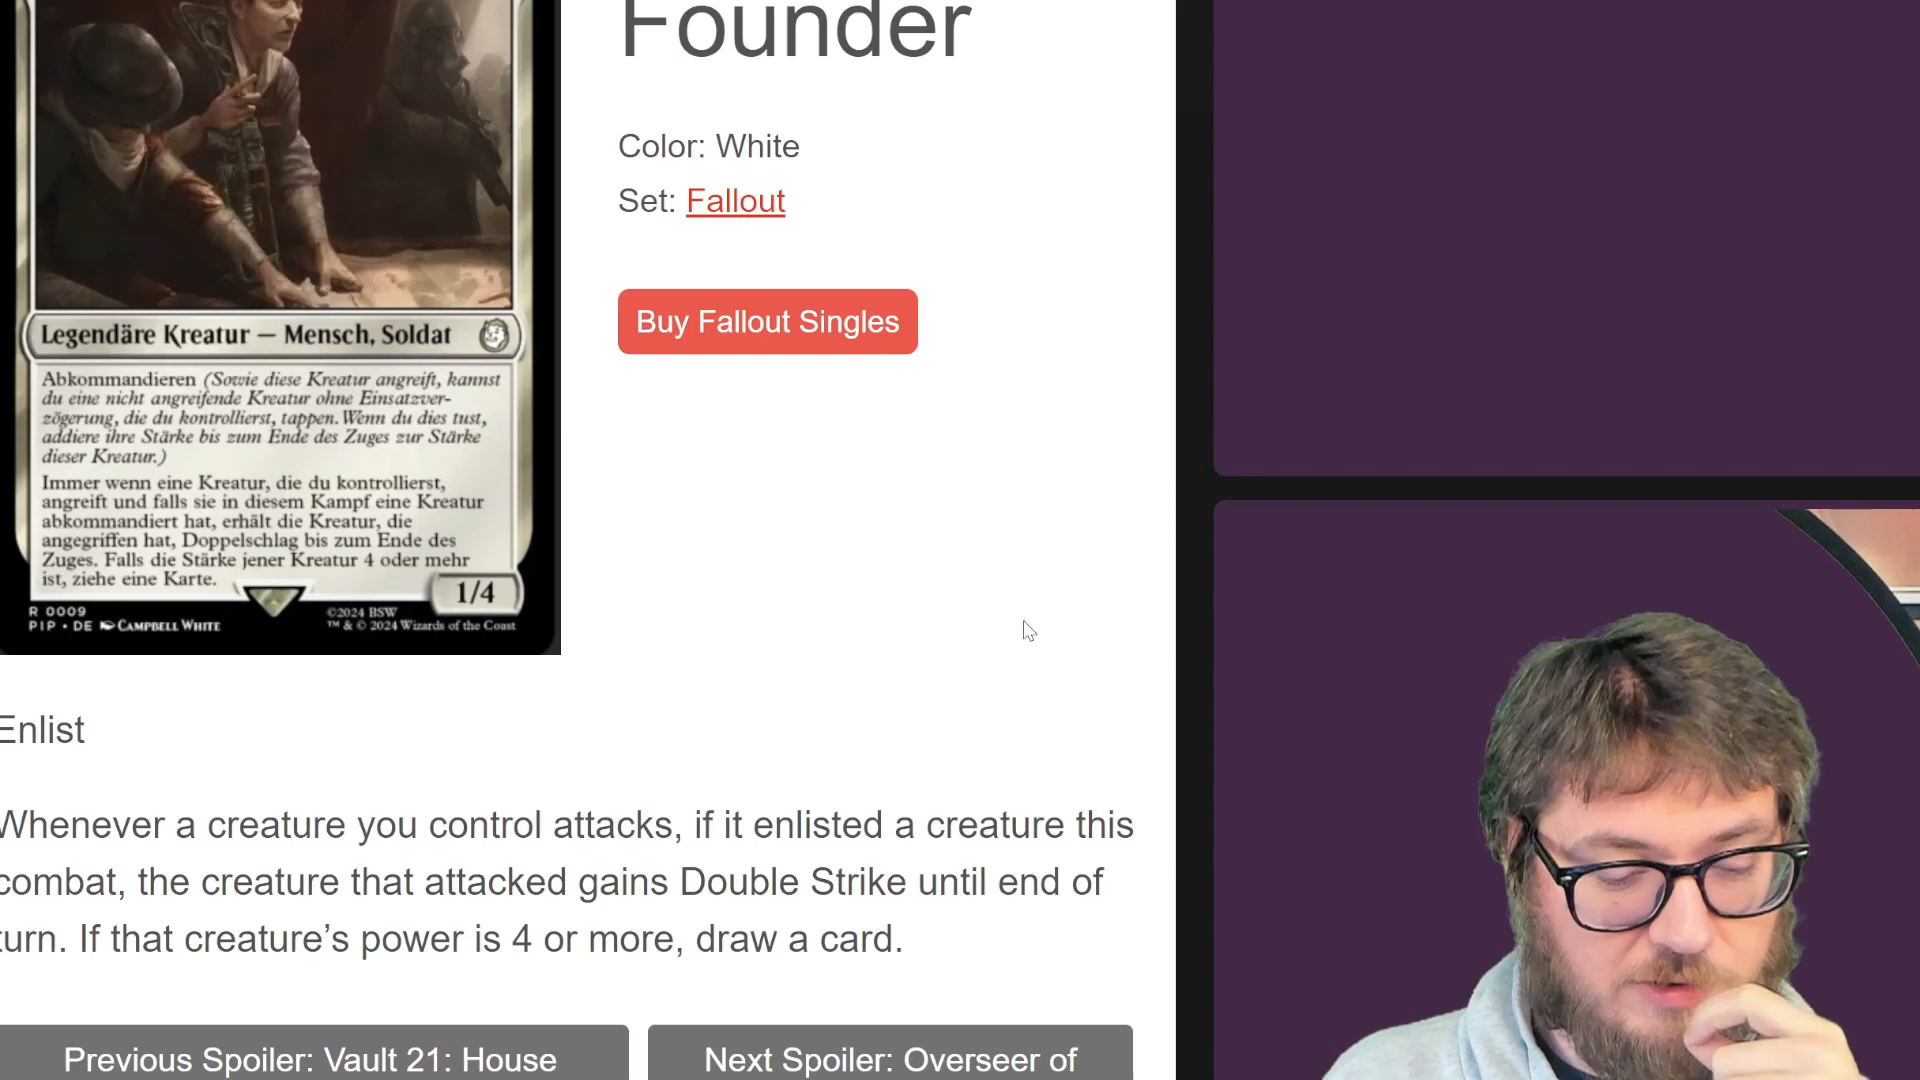 Founder
Color: White
Set: Fallout
Buy Fallout Singles
Legendäre Kreatur — Mensch, Soldat
Abkommandieren (Sowie diese Kreatur angreift, kannst
du eine nicht angreifende Kreatur ohne Einsatzver-
zögerung, die du kontrollierst, tappen. Wenn du dies tust,
addiere ihre Stärke bis zum Ende des Zuges zur Stärke
dieser Kreatur.)
Immer wenn eine Kreatur, die du kontrollierst,
angreift und falls sie in diesem Kampf eine Kreatur
abkommandiert hat, erhält die Kreatur, die
angegriffen hat, Doppelschlag bis zum Ende des
Zuges. Falls die Stärke jener Kreatur 4 oder mehr
ist, ziehe eine Karte.
1/4
R 0009
PIP • DE CAMPBELL WHITE
©2024 BSW
™ & © 2024 Wizards of the Coast
Enlist
Whenever a creature you control attacks, if it enlisted a creature this
combat, the creature that attacked gains Double Strike until end of
turn. If that creature’s power is 4 or more, draw a card.
Previous Spoiler: Vault 21: House
Next Spoiler: Overseer of